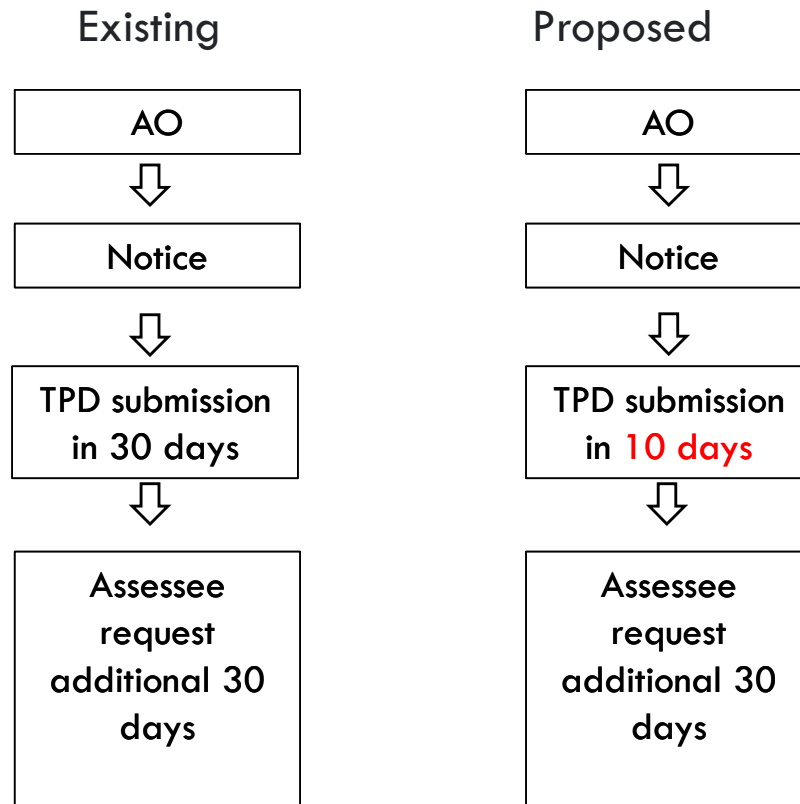 Existing
AO
Notice
TPD submission
in 30 days
Assessee
request
additional 30
days
Proposed
AO
Notice
TPD submission
in 10 days
Assessee
request
additional 30
days